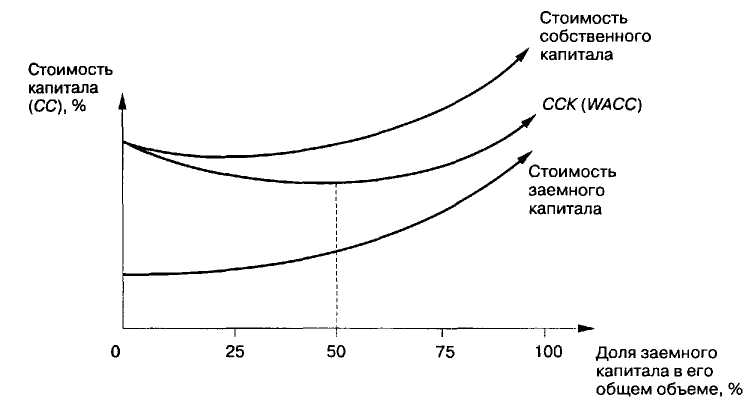 Стоимость
собственного
капитала
Стоимость
капитала
(CC), %
ССК (WACC)
Стоимость
заемного
капитала
0
25
50
75
100
Доля заемного
капитала в его
общем объеме, %